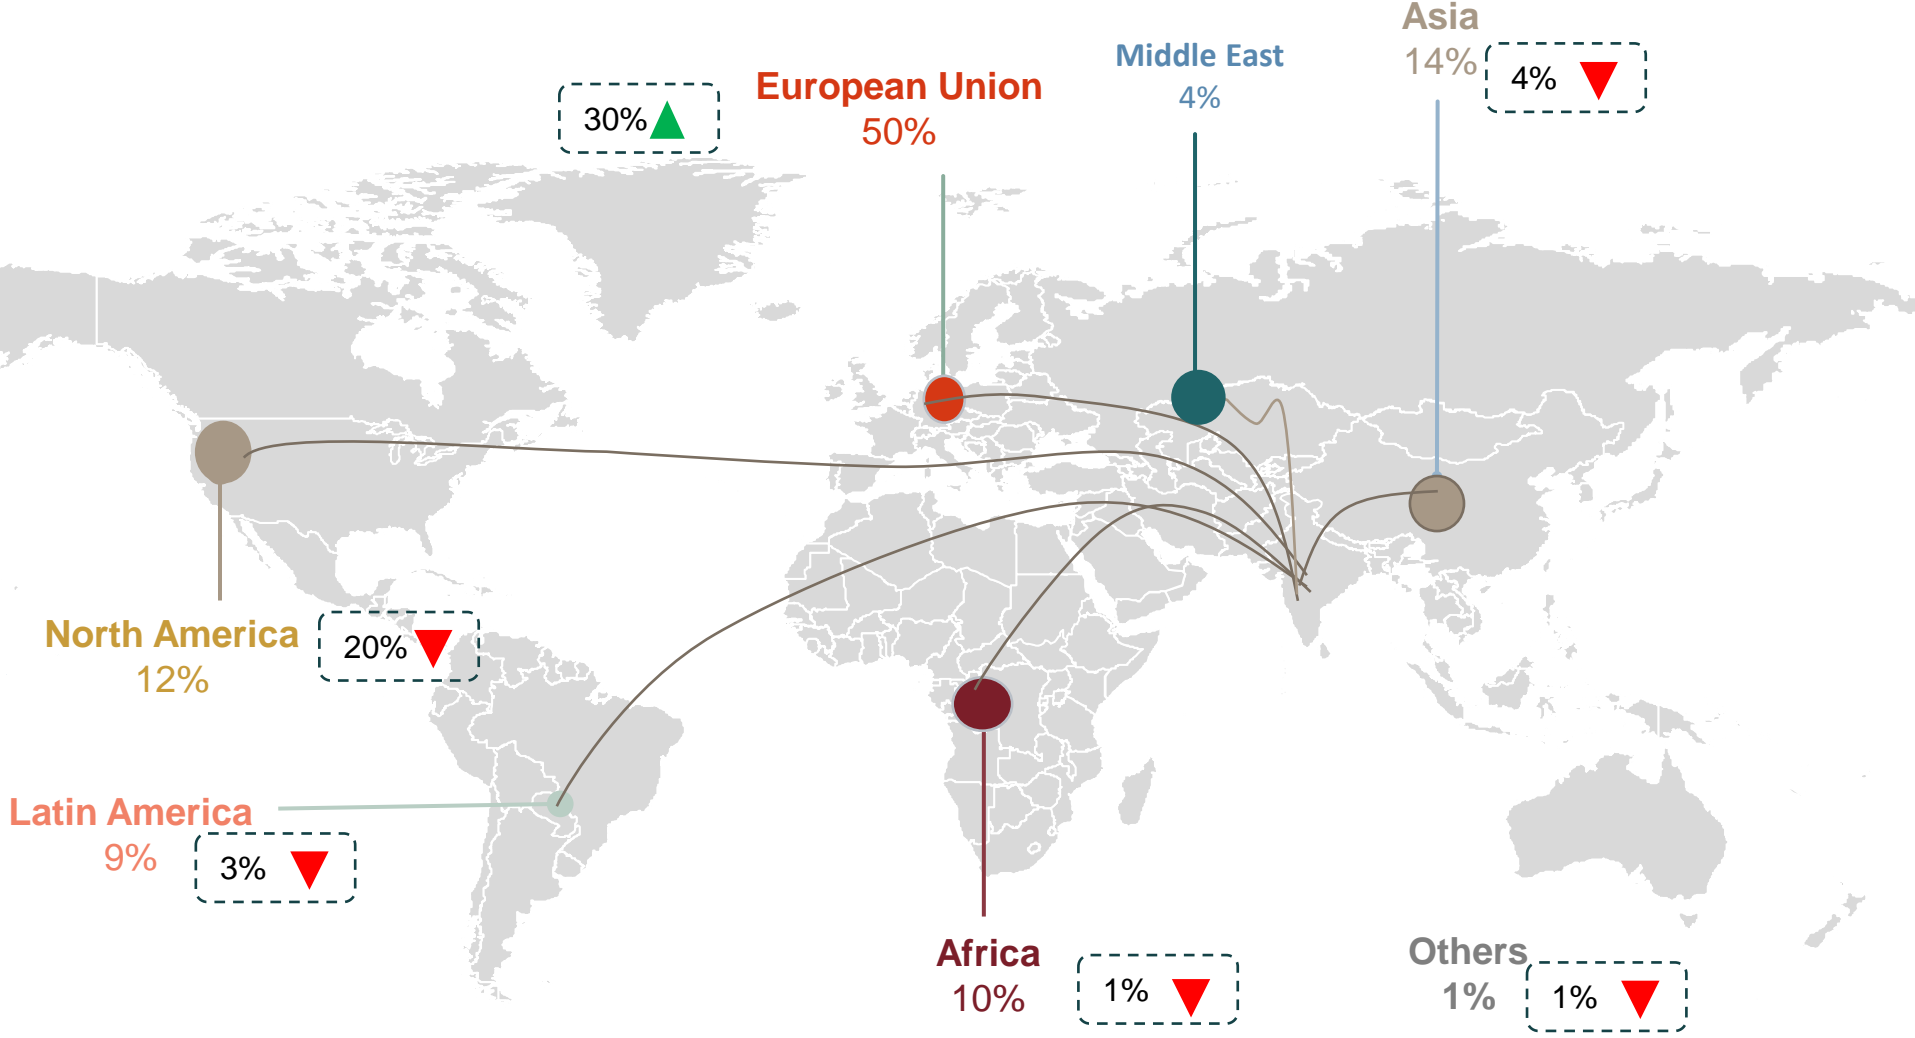 Asia
14%
4%
Middle East
4%
European Union
50%
30%
North America
12%
20%
Latin America
9%
3%
Africa
10%
1%
Others
1%
1%